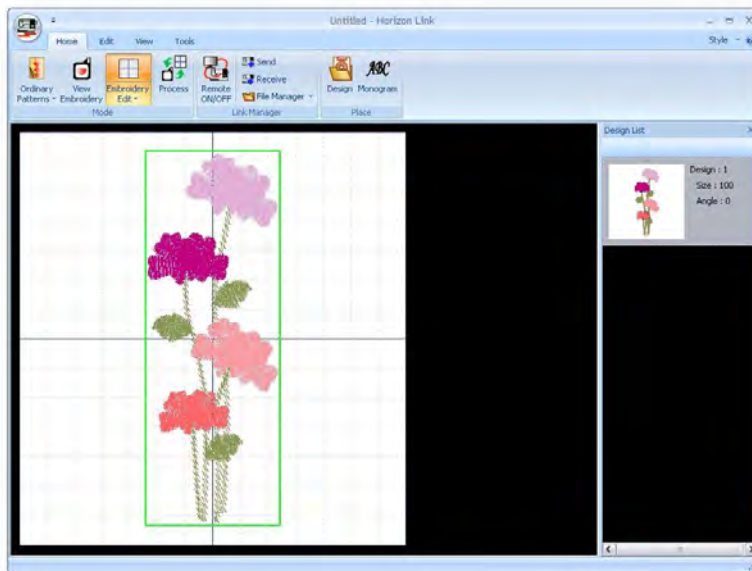 Untitled - Horizon Link
Home Edit View Tools
Style
Ordinary Patterns
View Embroidery
Embroidery Edit
Process
Mode
Remote ON/OFF
Send
Receive
File Manager
Link Manager
Design
ABC
Monogram
Place
Design List
Design : 1
Size : 100
Angle : 0